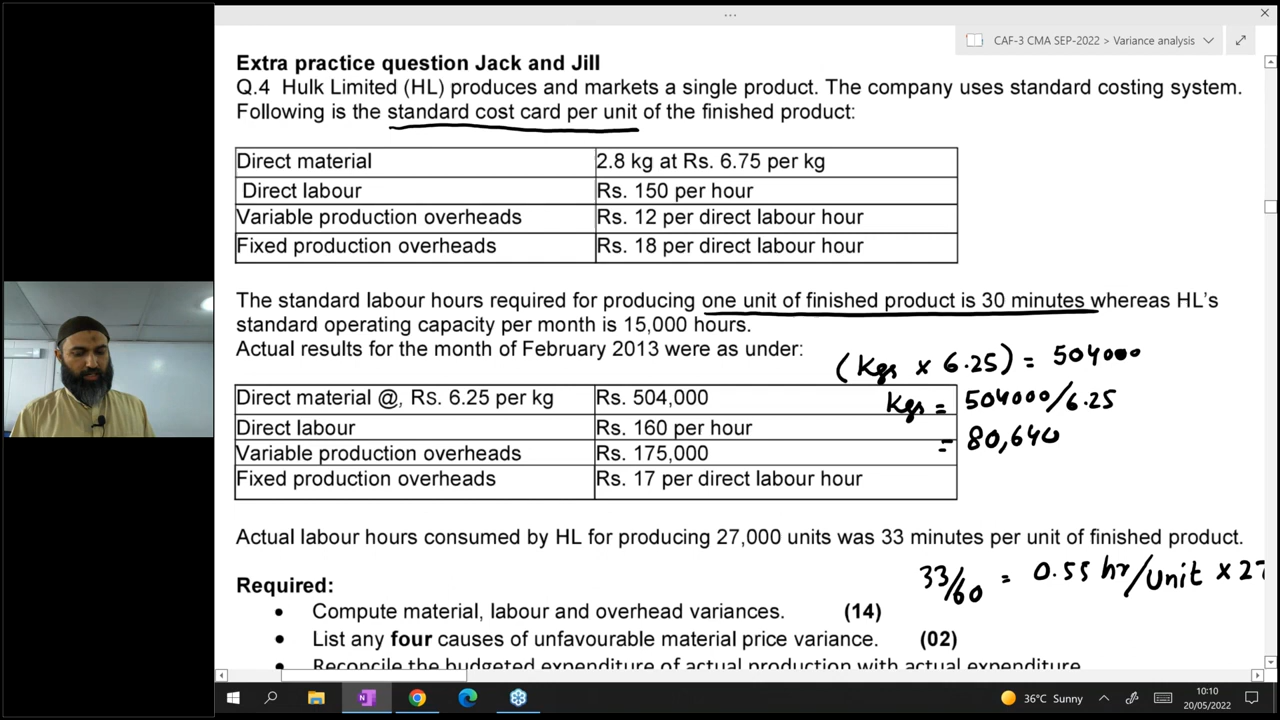 CAF-3 CMA SEP-2022 > Variance analysis
Extra practice question Jack and Jill
Q.4 Hulk Limited (HL) produces and markets a single product. The company uses standard costing system.
Following is the standard cost card per unit of the finished product:
Direct material 2.8 kg at Rs. 6.75 per kg
Direct labour Rs. 150 per hour
Variable production overheads Rs. 12 per direct labour hour
Fixed production overheads Rs. 18 per direct labour hour
The standard labour hours required for producing one unit of finished product is 30 minutes whereas HL's
standard operating capacity per month is 15,000 hours.
Actual results for the month of February 2013 were as under:
(Kgs x 6.25) = 504000
Direct material @, Rs. 6.25 per kg Rs. 504,000
Kgs = 504000/6.25
Direct labour Rs. 160 per hour
= 80,640
Variable production overheads Rs. 175,000
Fixed production overheads Rs. 17 per direct labour hour
Actual labour hours consumed by HL for producing 27,000 units was 33 minutes per unit of finished product.
33/60 = 0.55 hr/Unit x 27
Required:
• Compute material, labour and overhead variances. (14)
• List any four causes of unfavourable material price variance. (02)
• Reconcile the budgeted expenditure of actual production with actual expenditure
36°C Sunny
10:10
20/05/2022